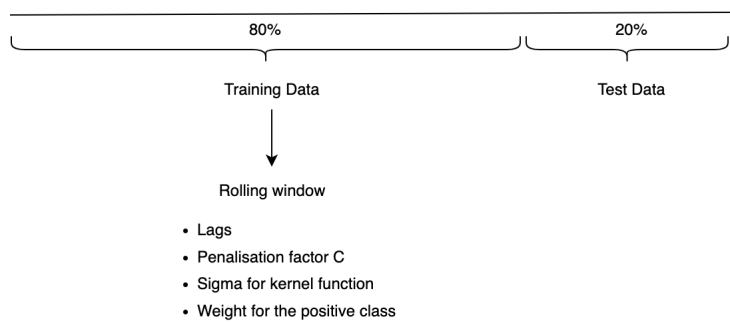 80%
20%
Training Data
Test Data
Rolling window
• Lags
• Penalisation factor C
• Sigma for kernel function
• Weight for the positive class